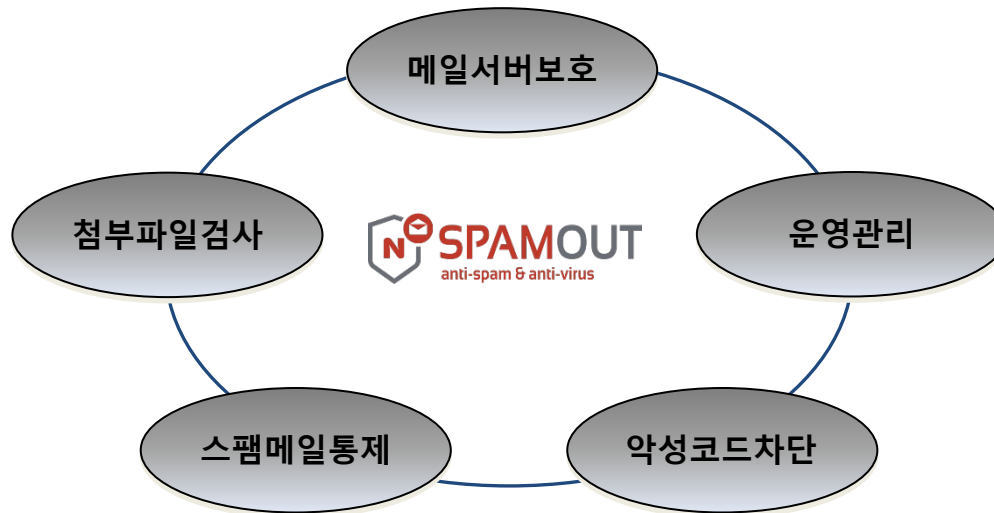 메일서버보호
첨부파일검사
운영관리
N SPAMOUT
anti-spam & anti-virus
스팸메일통제
악성코드차단